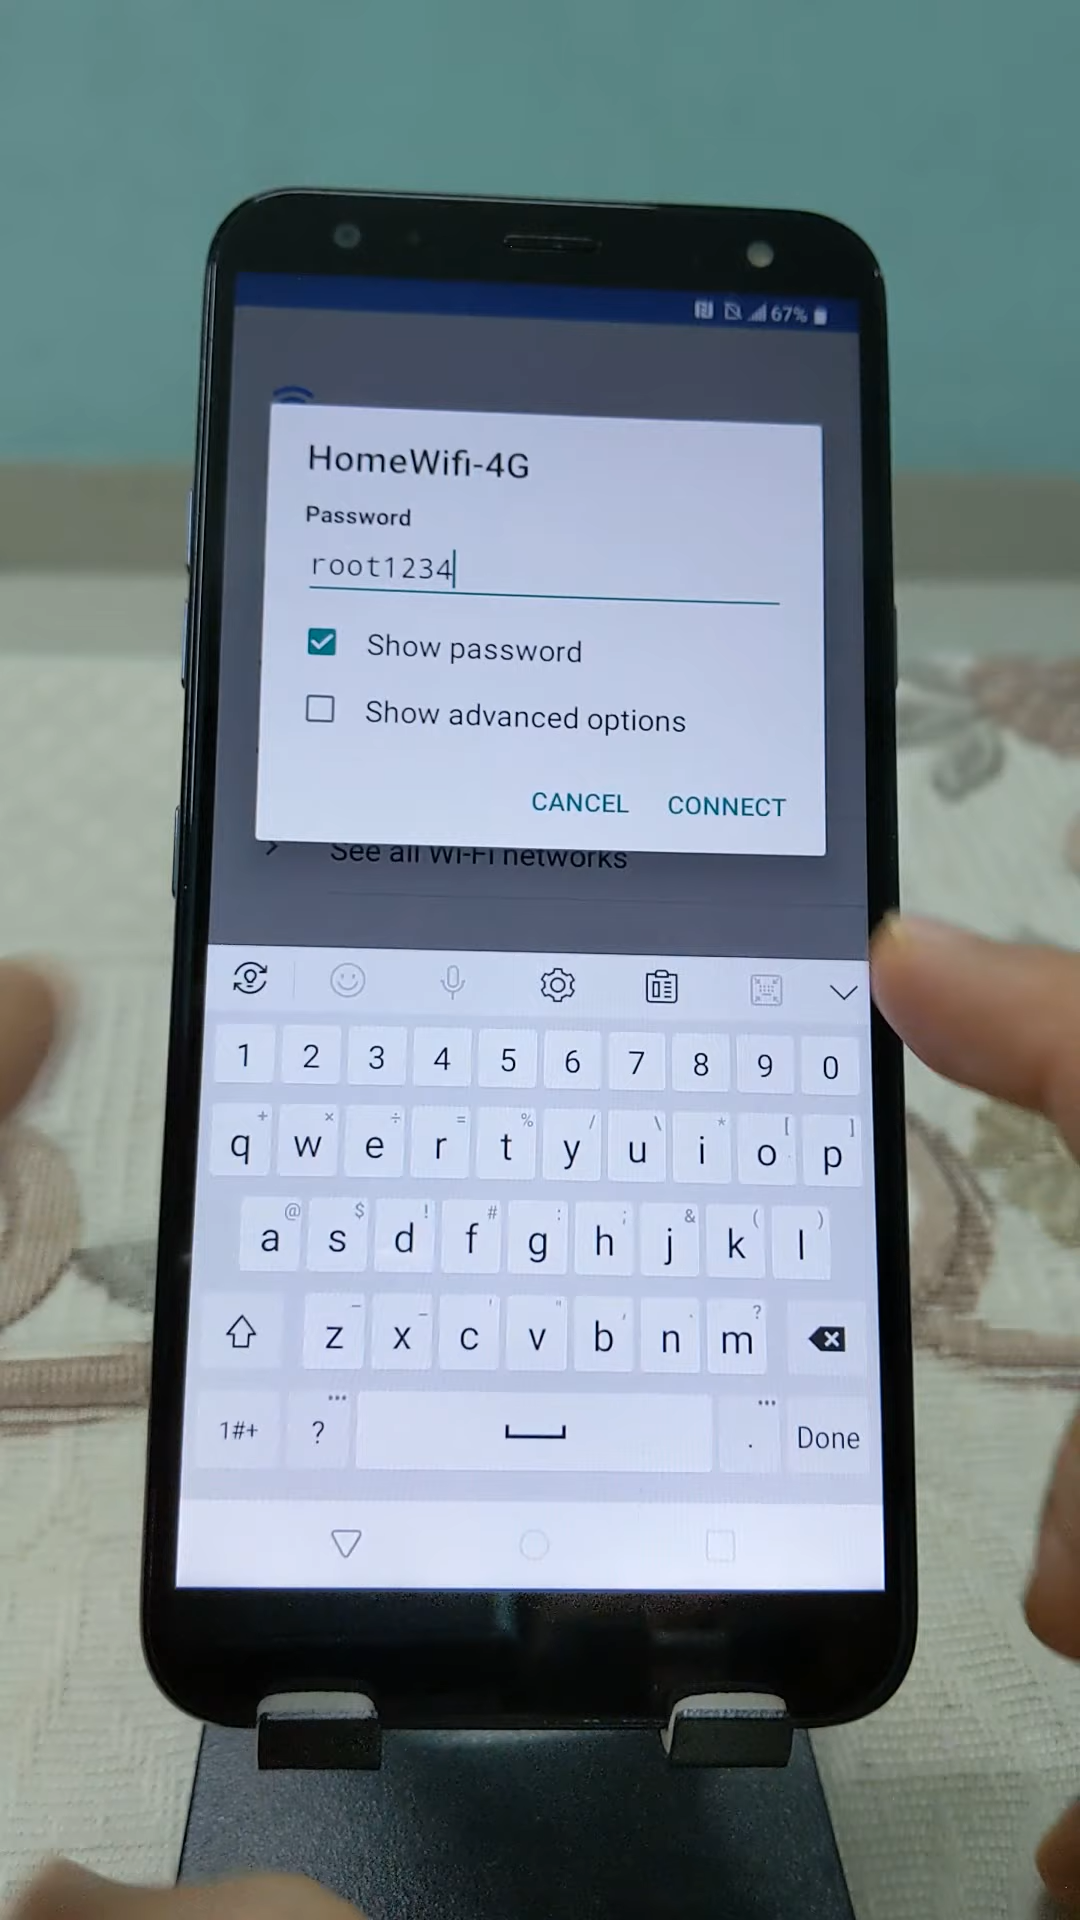 67%
HomeWifi-4G
Password
root1234
Show password
Show advanced options
CANCEL CONNECT
See all Wi-Fi networks
1 2 3 4 5 6 7 8 9 0
+ × ÷ = % / \ * [ ]
q w e r t y u i o p
@ $ ! # : ; & ( )
a s d f g h j k l
z x c v b n m ?
1#+ ? . Done